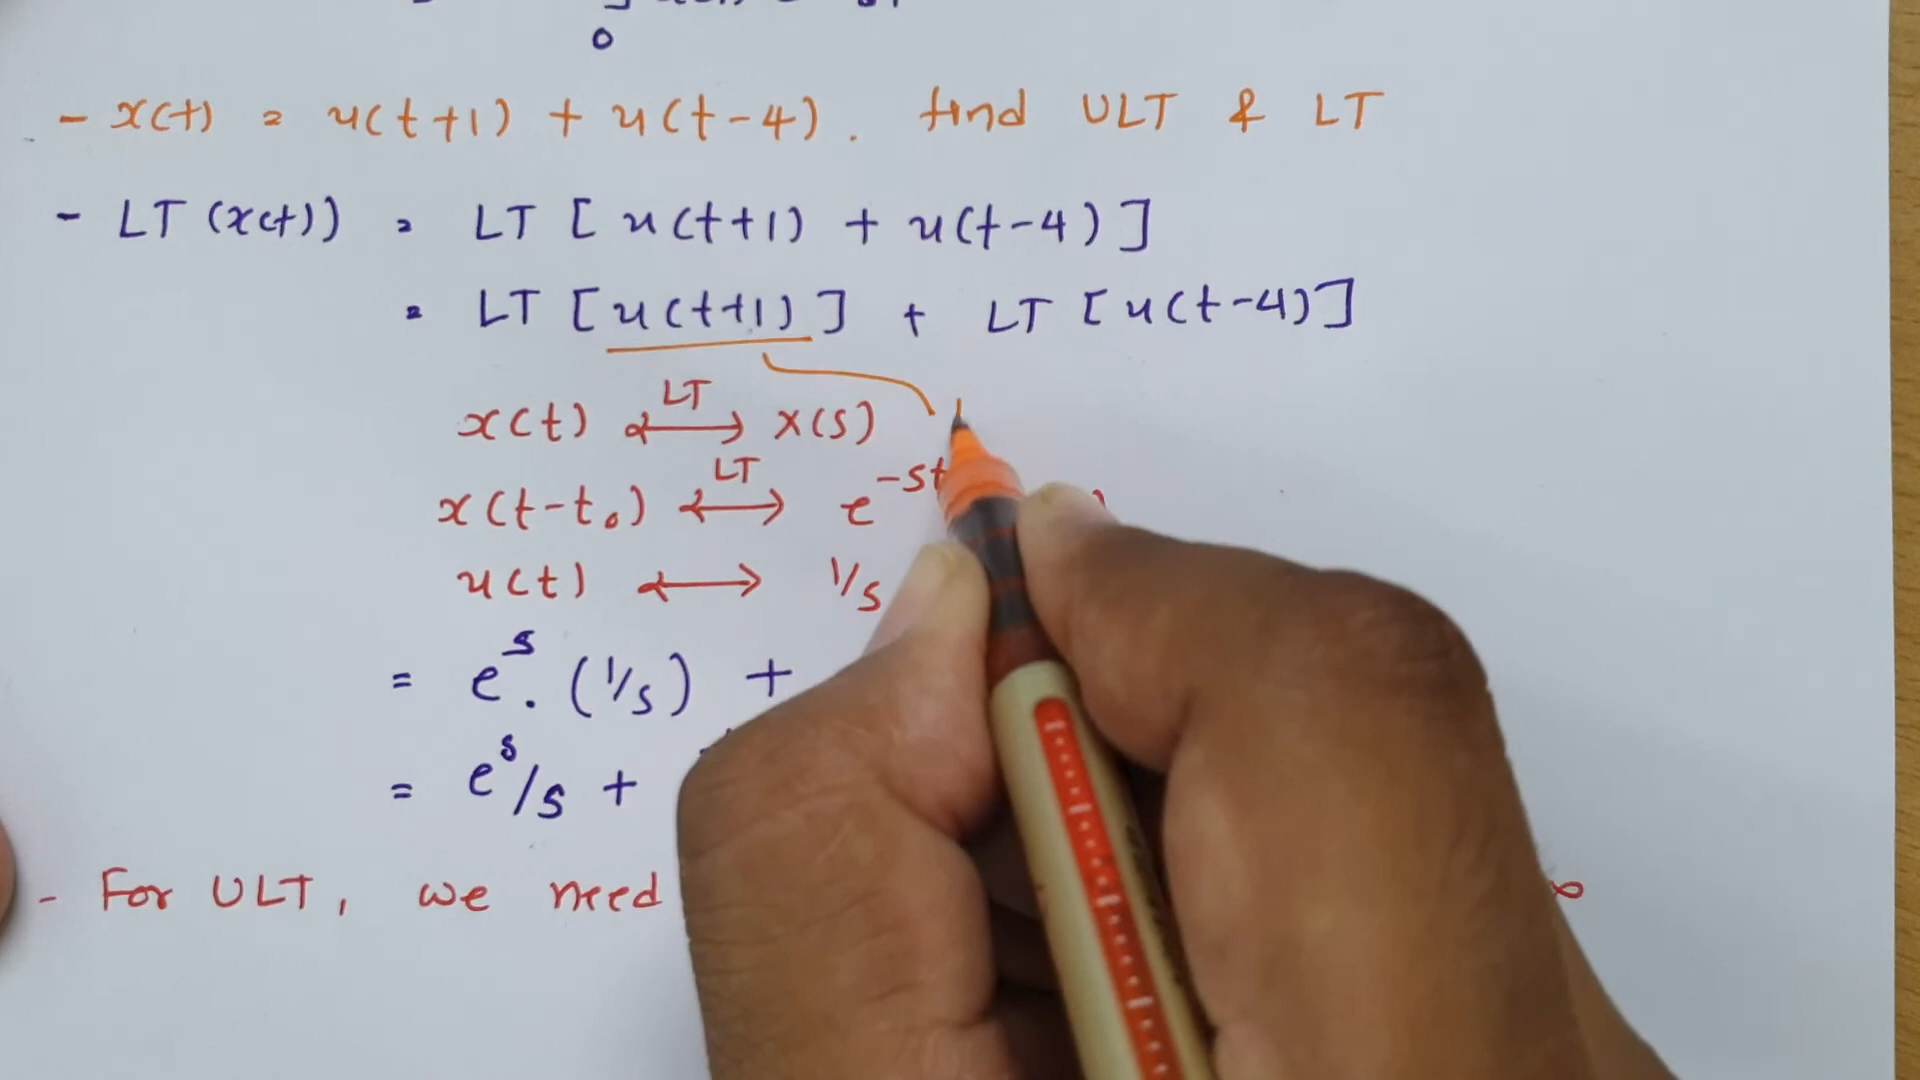 0
- x(t) = u(t+1) + u(t-4). find ULT & LT
- LT (x(t)) = LT [ u(t+1) + u(t-4) ]
= LT [u(t+1)] + LT [u(t-4)]
x(t) <-LT-> X(s)
x(t-t₀) <-LT-> e^-st
u(t) <-> 1/s
= e^s . (1/s) +
= e^s/s +
- For ULT, we need ∞